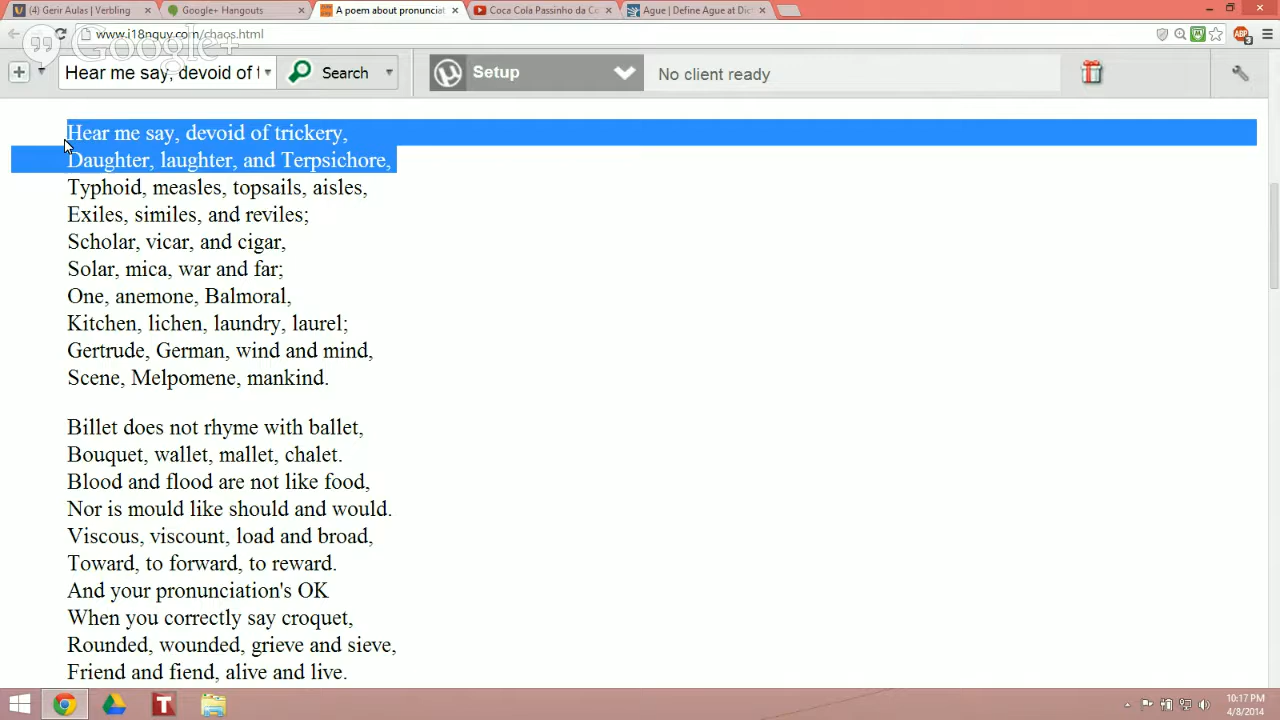 (4) Gerir Aulas | Verbling
Google+ Hangouts
A poem about pronunciat
Coca Cola Passinho da Co
Ague | Define Ague at Dict
www.i18nguy.com/chaos.html
Google+
Hear me say, devoid of t
Search
Setup
No client ready
Hear me say, devoid of trickery,
Daughter, laughter, and Terpsichore,
Typhoid, measles, topsails, aisles,
Exiles, similes, and reviles;
Scholar, vicar, and cigar,
Solar, mica, war and far;
One, anemone, Balmoral,
Kitchen, lichen, laundry, laurel;
Gertrude, German, wind and mind,
Scene, Melpomene, mankind.
Billet does not rhyme with ballet,
Bouquet, wallet, mallet, chalet.
Blood and flood are not like food,
Nor is mould like should and would.
Viscous, viscount, load and broad,
Toward, to forward, to reward.
And your pronunciation's OK
When you correctly say croquet,
Rounded, wounded, grieve and sieve,
Friend and fiend, alive and live.
10:17 PM
4/8/2014